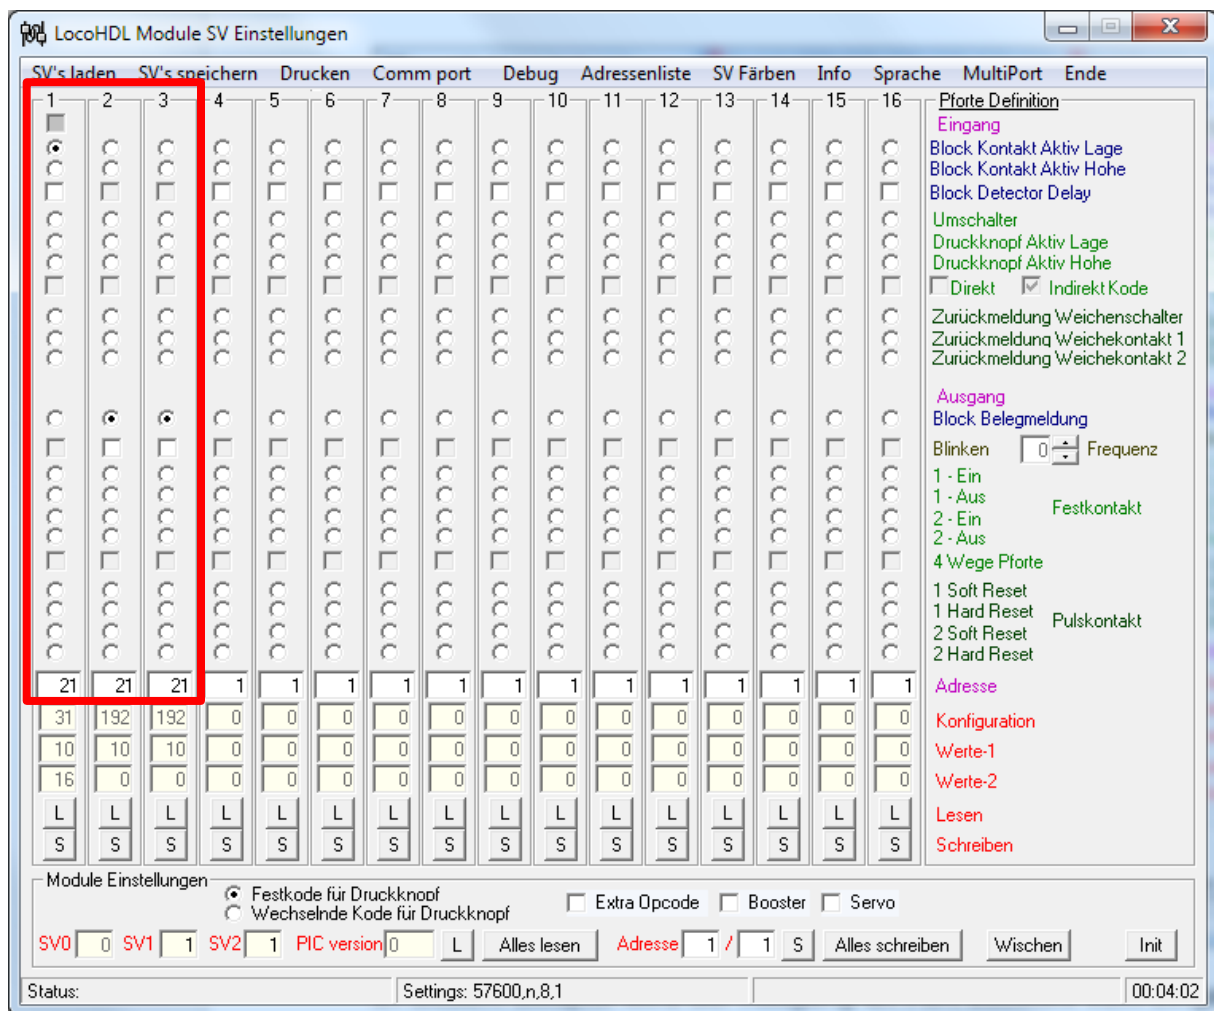 LocoHDL Module SV Einstellungen
SV's laden SV's speichern Drucken Comm port Debug Adressenliste SV Färben Info Sprache MultiPort Ende
1 2 3 4 5 6 7 8 9 10 11 12 13 14 15 16 Pforte Definition
Eingang
Block Kontakt Aktiv Lage
Block Kontakt Aktiv Hohe
Block Detector Delay
Umschalter
Druckknopf Aktiv Lage
Druckknopf Aktiv Hohe
Direkt Indirekt Kode
Zurückmeldung Weichenschalter
Zurückmeldung Weichekontakt 1
Zurückmeldung Weichekontakt 2
Ausgang
Block Belegmeldung
Blinken 0 Frequenz
1 - Ein
1 - Aus
Festkontakt
2 - Ein
2 - Aus
4 Wege Pforte
1 Soft Reset
1 Hard Reset
Pulskontakt
2 Soft Reset
2 Hard Reset
21 21 21 1 1 1 1 1 1 1 1 1 1 1 1 1 Adresse
31 192 192 0 0 0 0 0 0 0 0 0 0 0 0 0 Konfiguration
10 10 10 0 0 0 0 0 0 0 0 0 0 0 0 0 Werte-1
16 0 0 0 0 0 0 0 0 0 0 0 0 0 0 0 Werte-2
L L L L L L L L L L L L L L L L Lesen
S S S S S S S S S S S S S S S S Schreiben
Module Einstellungen
Festkode für Druckknopf
Wechselnde Kode für Druckknopf
Extra Opcode Booster Servo
SV0 0 SV1 1 SV2 1 PIC version 0 L Alles lesen Adresse 1 / 1 S Alles schreiben Wischen Init
Status: Settings: 57600,n,8,1 00:04:02